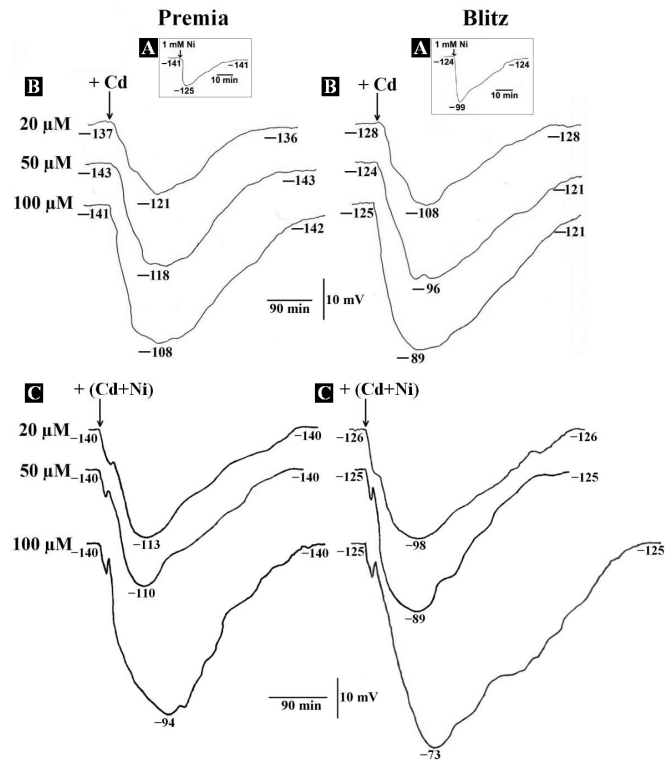 Premia
Blitz
A
1 mM Ni
−141
−125
−141
10 min
A
1 mM Ni
−124
−99
−124
10 min
B
+ Cd
20 µM
−137
−121
−136
50 µM
−143
−118
−143
100 µM
−141
−108
−142
B
+ Cd
−128
−108
−128
−124
−96
−121
−125
−89
−121
90 min
10 mV
C
+ (Cd+Ni)
20 µM
−140
−113
−140
50 µM
−140
−110
−140
100 µM
−140
−94
−140
C
+ (Cd+Ni)
−126
−98
−126
−125
−89
−125
−125
−73
−125
90 min
10 mV